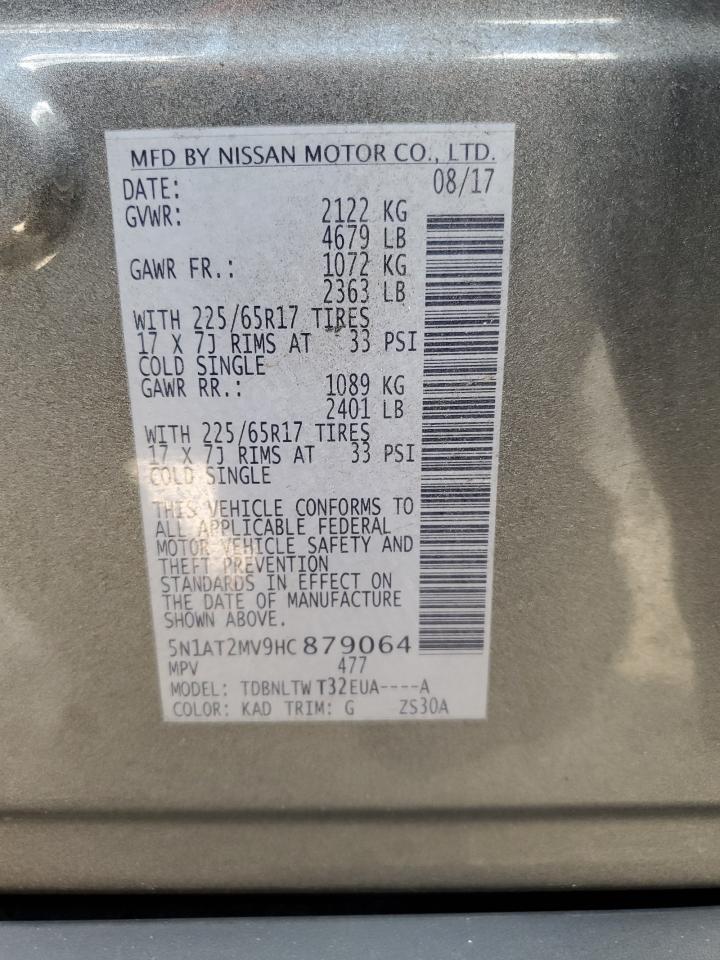 MFD BY NISSAN MOTOR CO., LTD.
DATE: 08/17
GVWR: 2122 KG
4679 LB
GAWR FR.: 1072 KG
2363 LB
WITH 225/65R17 TIRES
17 X 7J RIMS AT 33 PSI
COLD SINGLE
GAWR RR.: 1089 KG
2401 LB
WITH 225/65R17 TIRES
17 X 7J RIMS AT 33 PSI
COLD SINGLE
THIS VEHICLE CONFORMS TO
ALL APPLICABLE FEDERAL
MOTOR VEHICLE SAFETY AND
THEFT PREVENTION
STANDARDS IN EFFECT ON
THE DATE OF MANUFACTURE
SHOWN ABOVE.
5N1AT2MV9HC879064
MPV 477
MODEL: TDBNLTW T32EUA----A
COLOR: KAD TRIM: G ZS30A